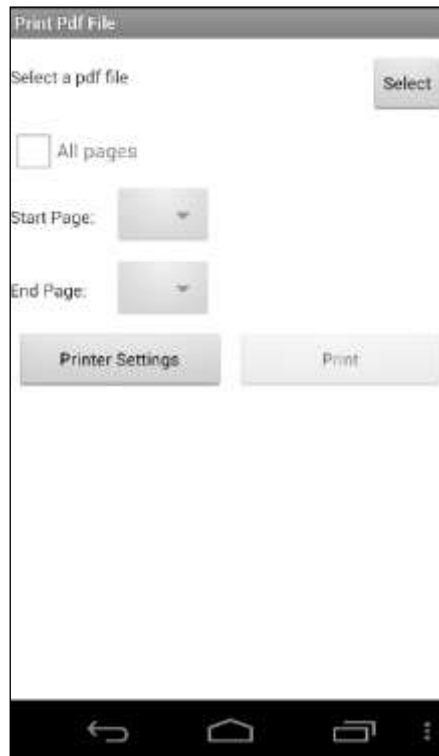 Print Pdf File
Select a pdf file
Select
All pages
Start Page:
End Page:
Printer Settings
Print